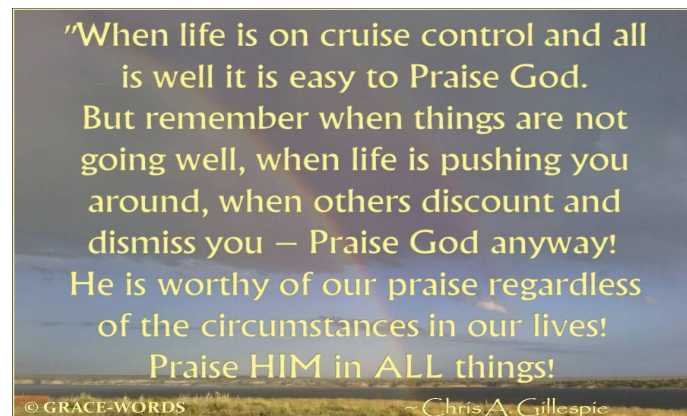 "When life is on cruise control and all
is well it is easy to Praise God.
But remember when things are not
going well, when life is pushing you
around, when others discount and
dismiss you – Praise God anyway!
He is worthy of our praise regardless
of the circumstances in our lives!
Praise HIM in ALL things!
© GRACE-WORDS ~ Chris A. Gillespie